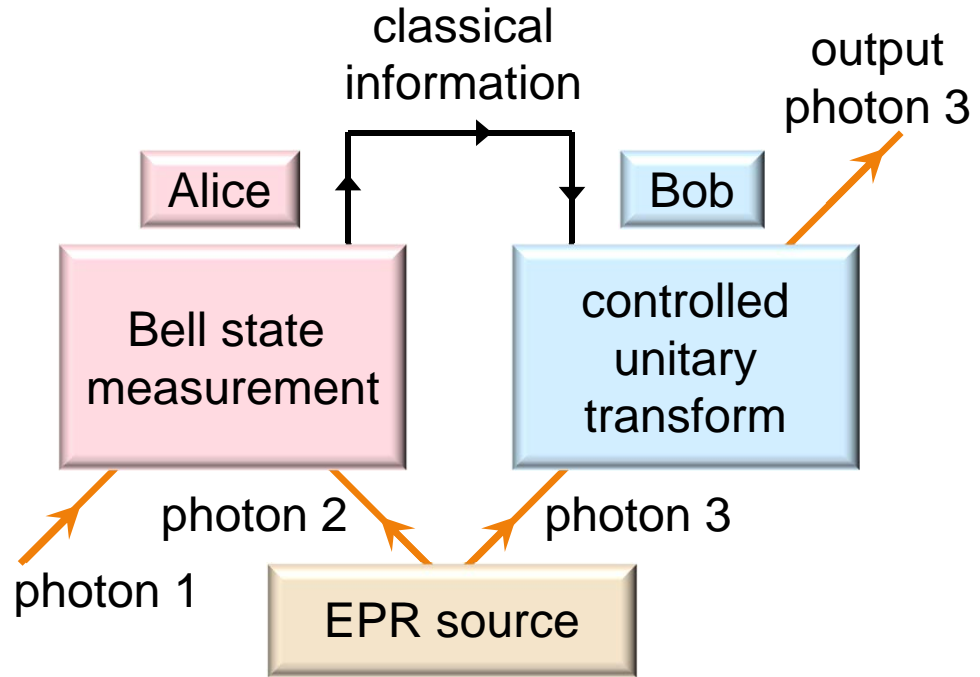 classical
information
output
photon 3
Alice
Bob
Bell state
measurement
controlled
unitary
transform
photon 2
photon 3
photon 1
EPR source